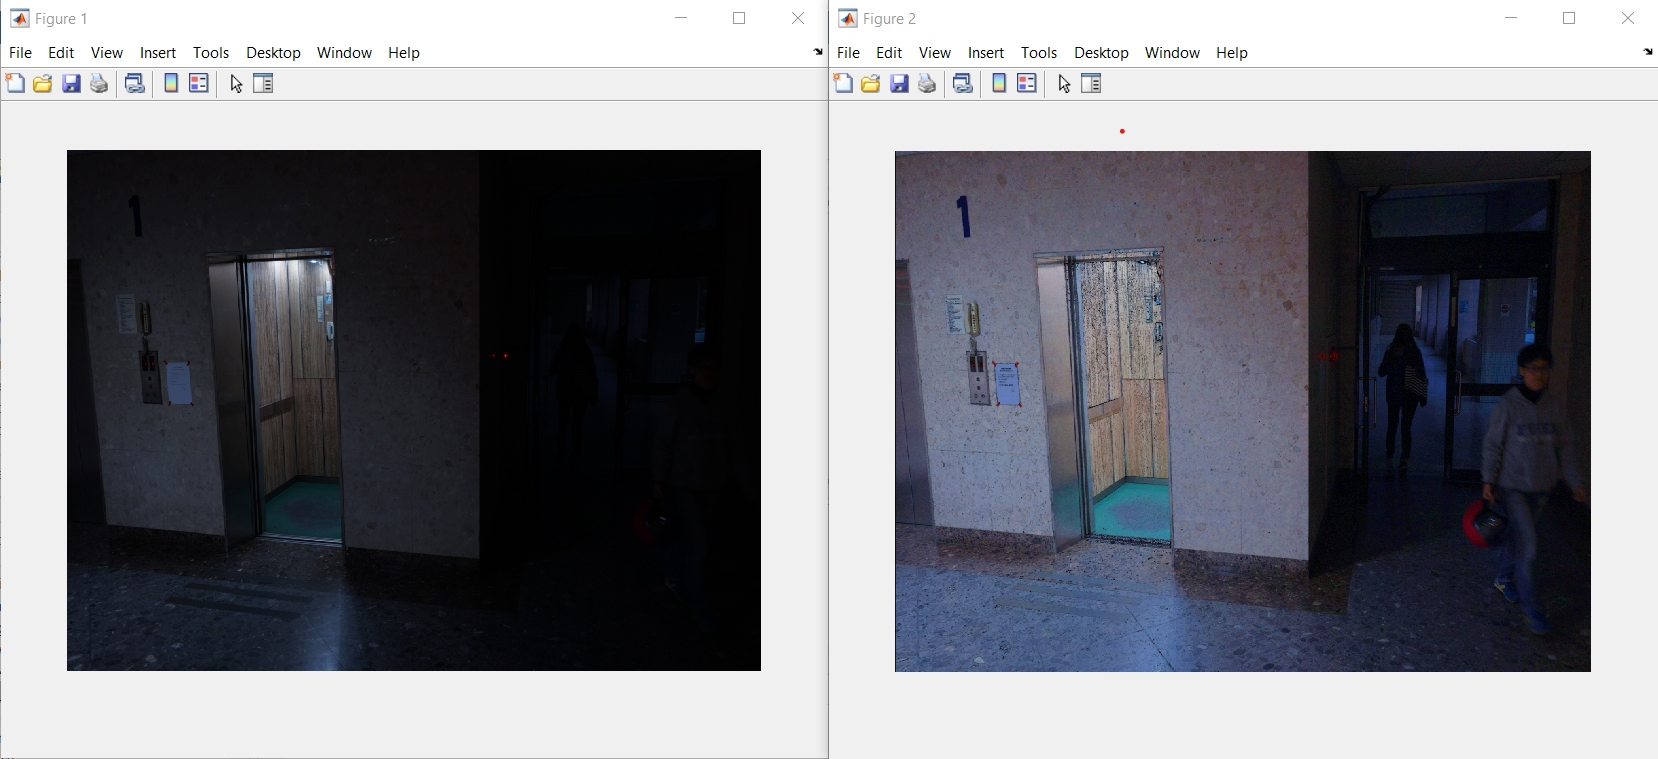 Figure 1
File Edit View Insert Tools Desktop Window Help
1
Figure 2
File Edit View Insert Tools Desktop Window Help
1